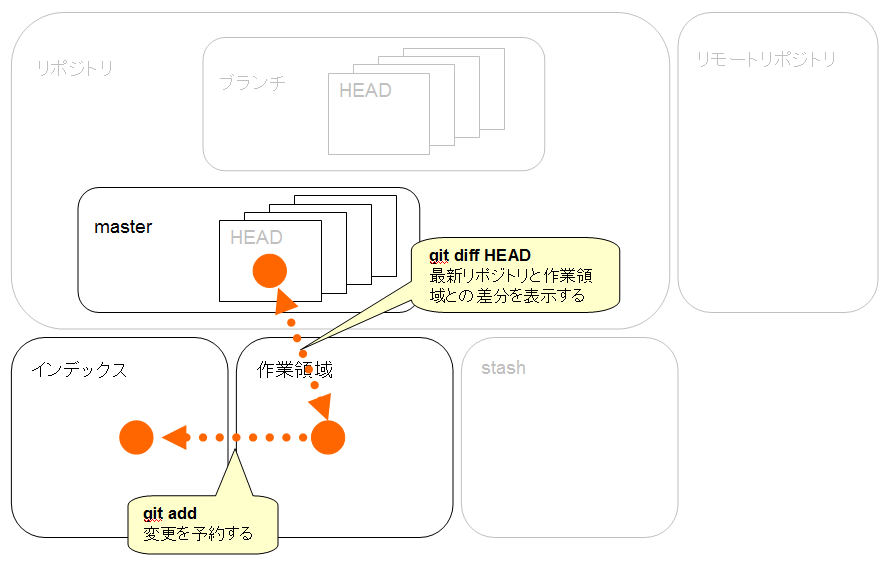 リポジトリ
ブランチ
HEAD
リモートリポジトリ
master
HEAD
git diff HEAD
最新リポジトリと作業領
域との差分を表示する
インデックス
作業領域
stash
git add
変更を予約する